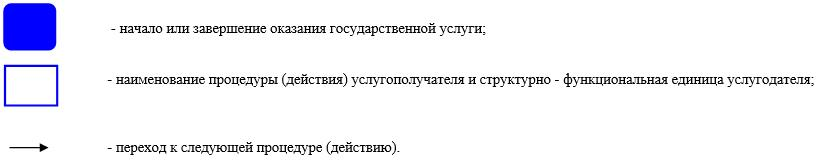 - начало или завершение оказания государственной услуги;
- наименование процедуры (действия) услугополучателя и структурно - функциональная единица услугодателя;
- переход к следующей процедуре (действию).